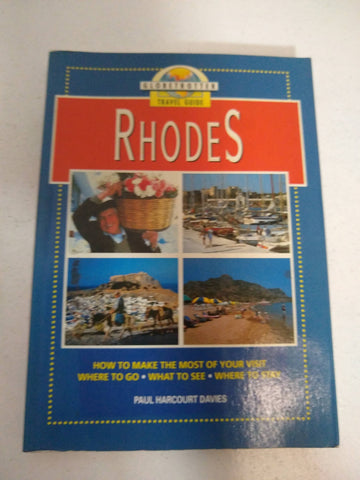 GLOBETROTTER
TRAVEL GUIDE
RHODES
HOW TO MAKE THE MOST OF YOUR VISIT
WHERE TO GO • WHAT TO SEE • WHERE TO STAY
PAUL HARCOURT DAVIES